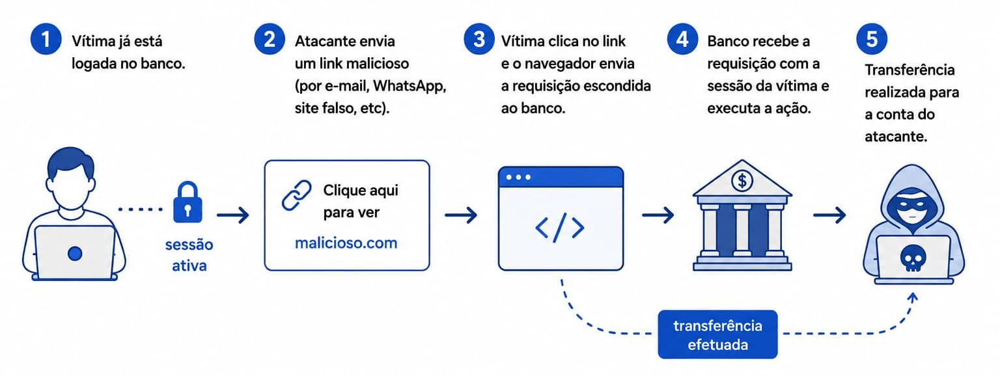 1
Vítima já está
logada no banco.
2
Atacante envia
um link malicioso
(por e-mail, WhatsApp,
site falso, etc).
3
Vítima clica no link
e o navegador envia
a requisição escondida
ao banco.
4
Banco recebe a
requisição com a
sessão da vítima e
executa a ação.
5
Transferência
realizada para
a conta do
atacante.
sessão
ativa
Clique aqui
para ver
malicioso.com
</>
$
transferência
efetuada